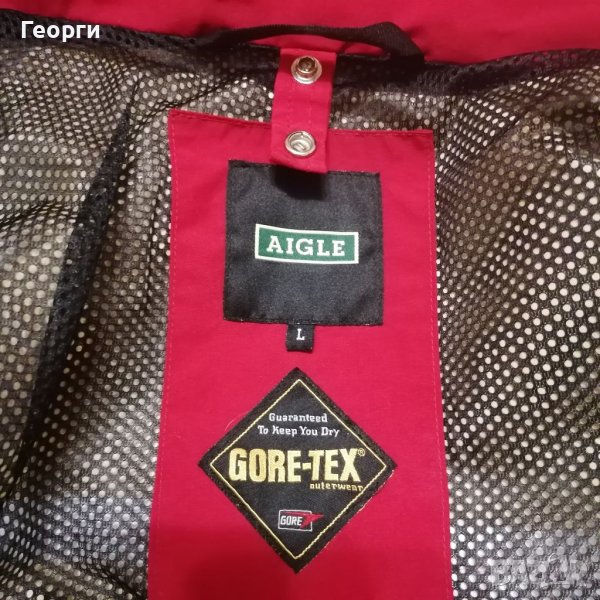 Георги
AIGLE
L
Guaranteed
To Keep You Dry
GORE-TEX®
outerwear
GORE